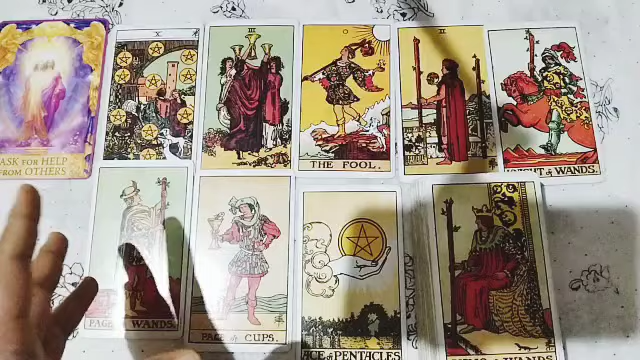 X
III
O
II
ASK FOR HELP
FROM OTHERS
THE FOOL.
KNIGHT of WANDS.
PAGE of WANDS.
PAGE of CUPS.
ACE of PENTACLES
WANDS